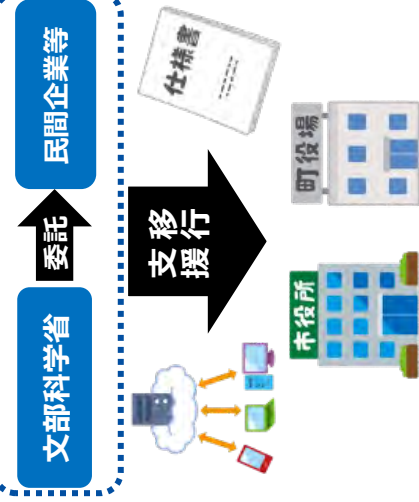 文部科学省
委託
民間企業等
移行
支援
仕様書
市役所
町役場